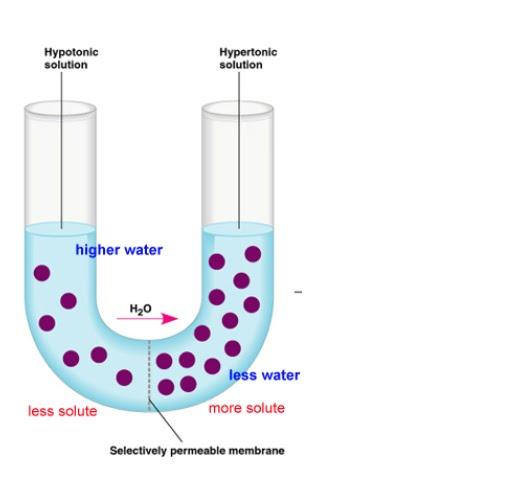 Hypotonic
solution
Hypertonic
solution
higher water
H₂O
less water
less solute
more solute
Selectively permeable membrane